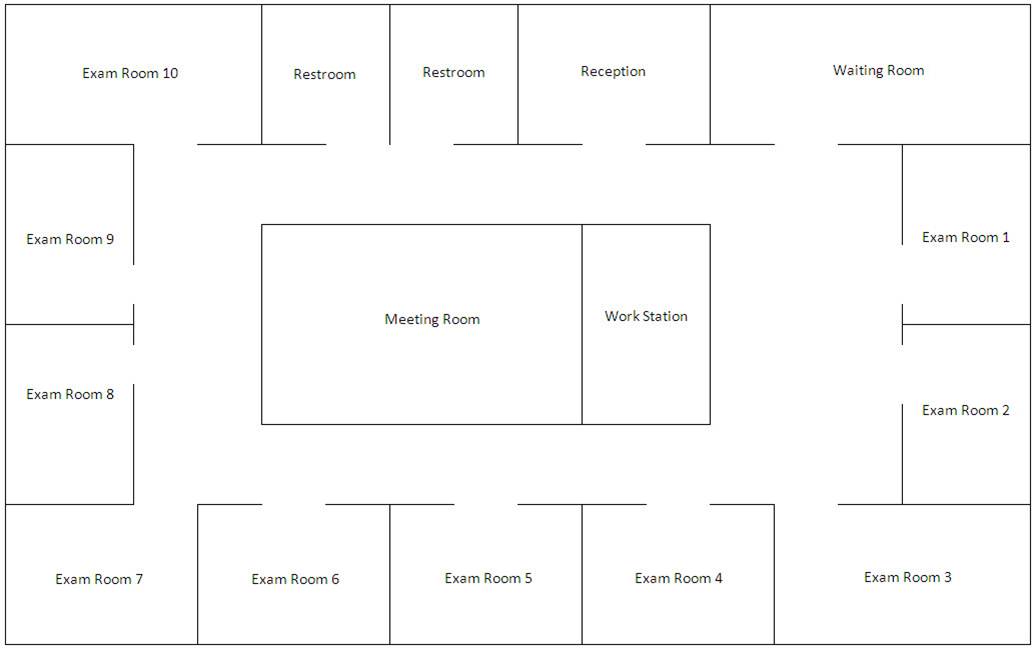 Exam Room 10
Restroom
Restroom
Reception
Waiting Room
Exam Room 9
Exam Room 1
Meeting Room
Work Station
Exam Room 8
Exam Room 2
Exam Room 7
Exam Room 6
Exam Room 5
Exam Room 4
Exam Room 3